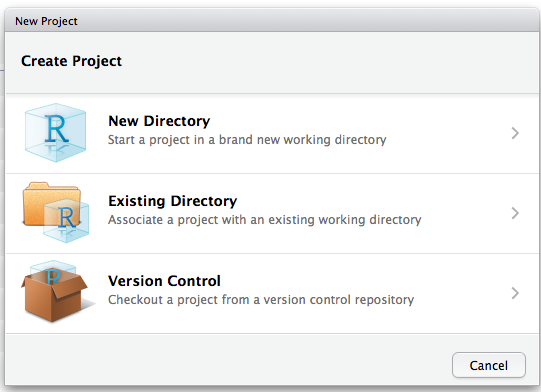 New Project
Create Project
R
New Directory
Start a project in a brand new working directory
R
Existing Directory
Associate a project with an existing working directory
R
Version Control
Checkout a project from a version control repository
Cancel